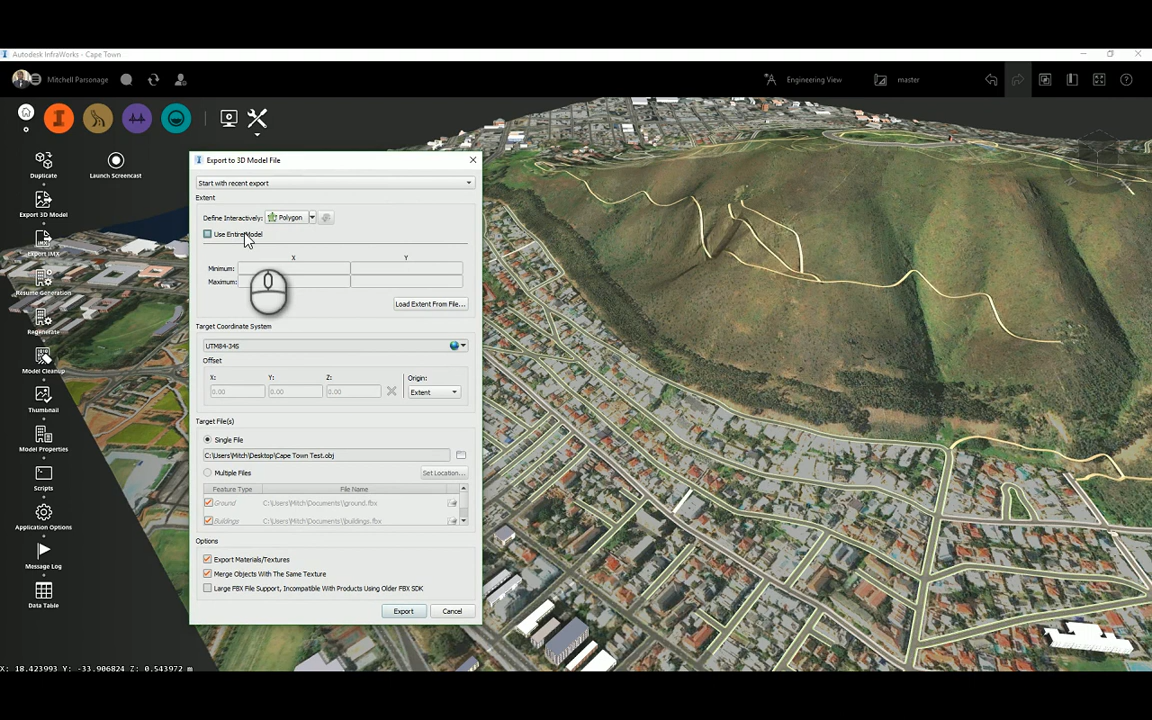 Autodesk InfraWorks - Cape Town
Mitchell Parsonage
Engineering View
master
Duplicate
Launch Screencast
Export 3D Model
Export IMX
Resume Generation
Regenerate
Model Cleanup
Thumbnail
Model Properties
Scripts
Application Options
Message Log
Data Table
Export to 3D Model File
Start with recent export
Extent
Define Interactively:
Polygon
Use Entire Model
X
Y
Minimum:
Maximum:
Load Extent From File...
Target Coordinate System
UTM84-34S
Offset
X:
Y:
Z:
Origin:
0.00
0.00
0.00
Extent
Target File(s)
Single File
C:\Users\Mitch\Desktop\Cape Town Test.obj
Multiple Files
Set Location...
Feature Type
File Name
Ground
C:\Users\Mitch\Documents\\ground.fbx
Buildings
C:\Users\Mitch\Documents\\buildings.fbx
Options
Export Materials/Textures
Merge Objects With The Same Texture
Large FBX File Support, Incompatible With Products Using Older FBX SDK
Export
Cancel
X: 18.423993 Y: -33.906824 Z: 0.543972 m